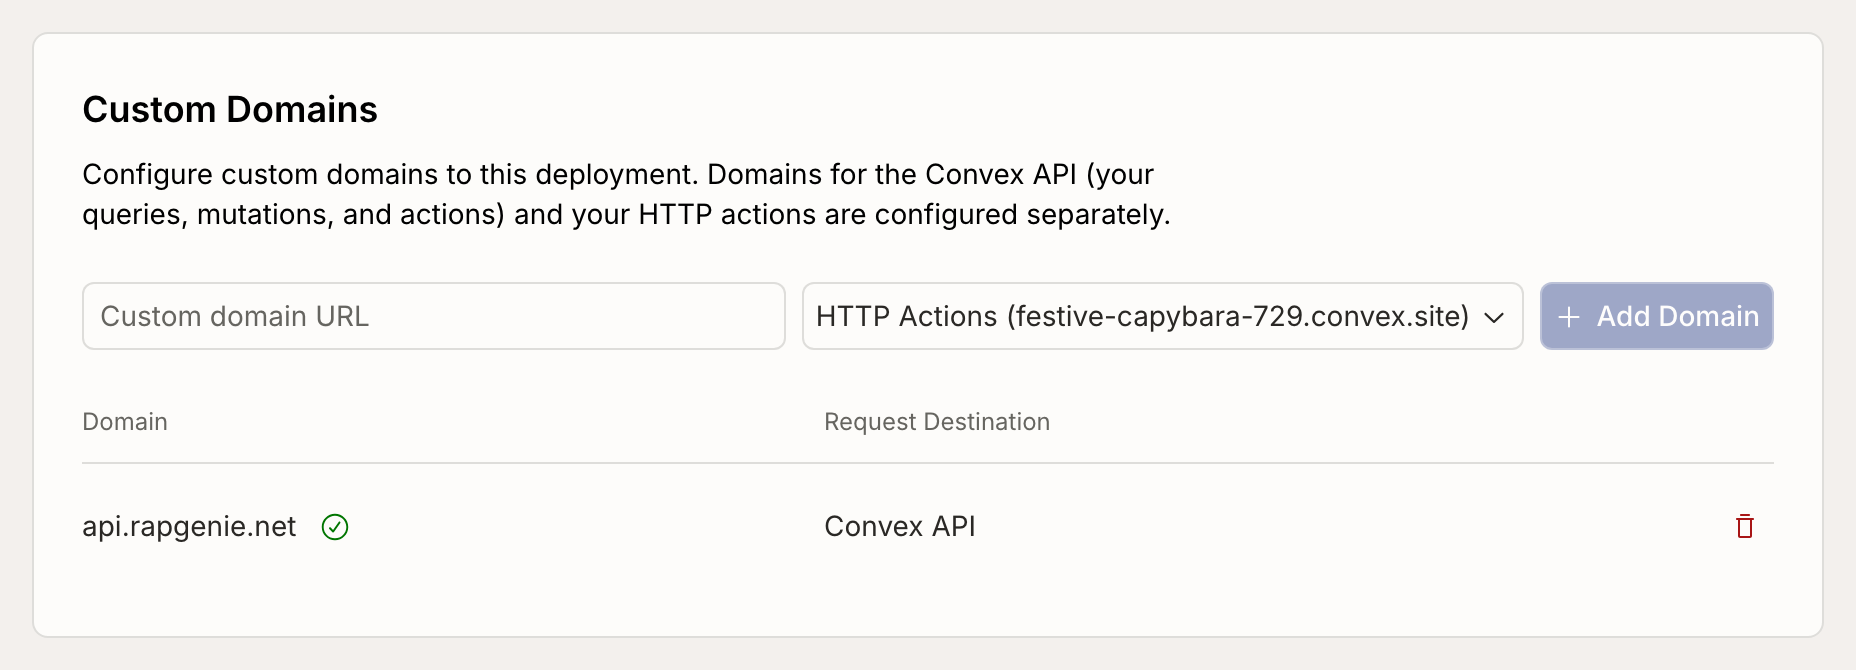 Custom Domains
Configure custom domains to this deployment. Domains for the Convex API (your
queries, mutations, and actions) and your HTTP actions are configured separately.
Custom domain URL
HTTP Actions (festive-capybara-729.convex.site)
+ Add Domain
Domain
Request Destination
api.rapgenie.net
Convex API